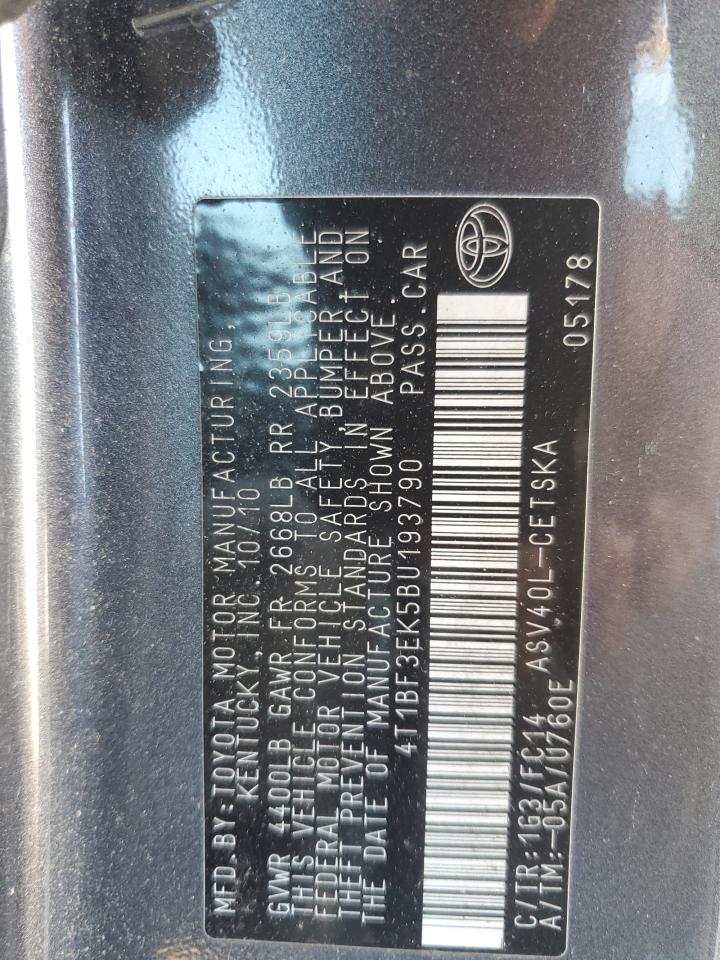 MFD.BY:TOYOTA MOTOR MANUFACTURING,
KENTUCKY, INC. 10/10
GVWR 4400LB GAWR FR 2668LB RR 2359LB
THIS VEHICLE CONFORMS TO ALL APPLICABLE
FEDERAL MOTOR VEHICLE SAFETY, BUMPER, AND
THEFT PREVENTION STANDARDS IN EFFECT ON
THE DATE OF MANUFACTURE SHOWN ABOVE.
4T1BF3EK5BU193790 PASS.CAR
05178
C/TR:1G3/FC14 ASV40L-CETSKA
A/TM:-05A/U760E